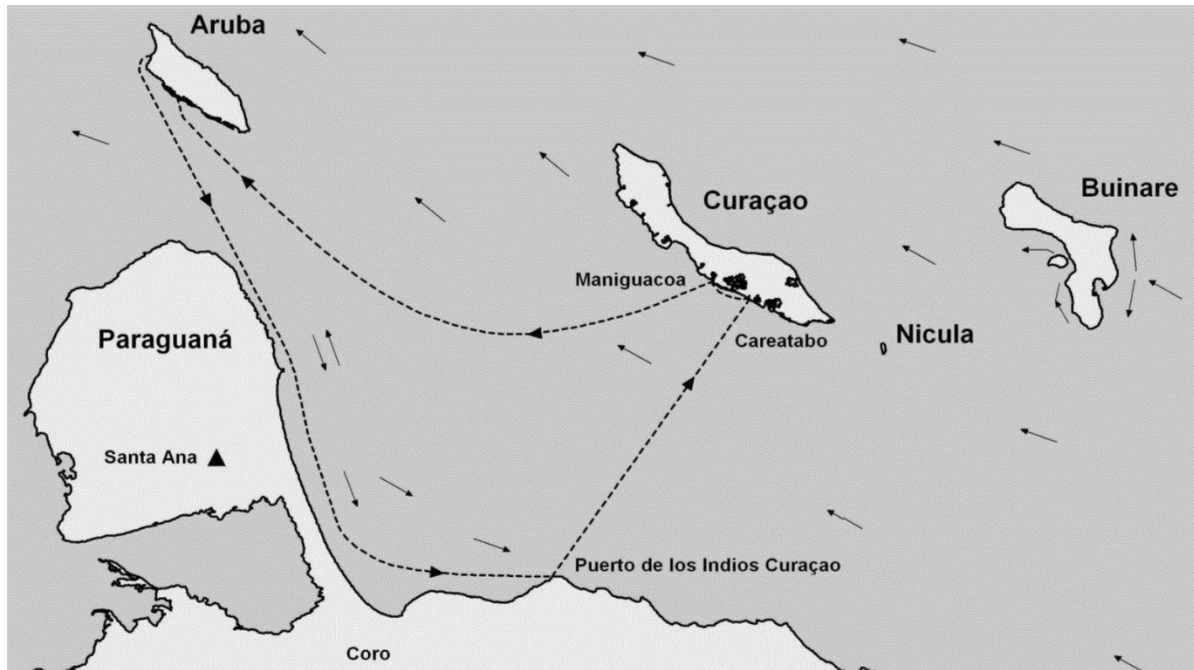 Aruba
Curaçao
Buinare
Maniguacoa
Paraguaná
Careatabo
Nicula
Santa Ana
Puerto de los Indios Curaçao
Coro